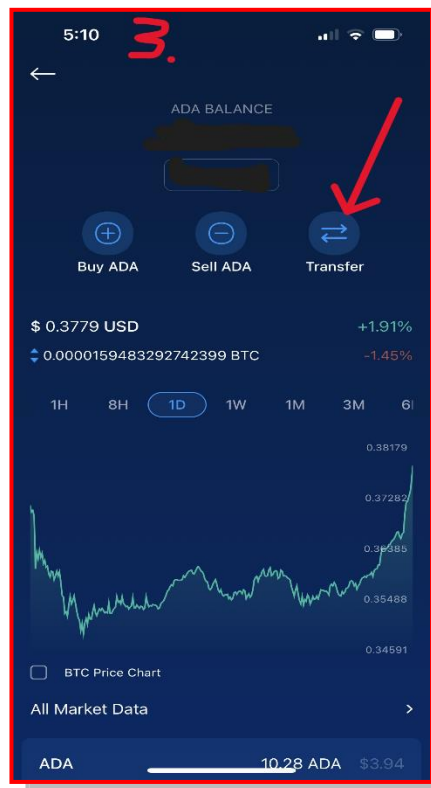 5:10
3.
ADA BALANCE
Buy ADA Sell ADA Transfer
$ 0.3779 USD +1.91%
0.0000159483292742399 BTC -1.45%
1H 8H 1D 1W 1M 3M
0.38179
0.37282
0.36385
0.35488
0.34591
BTC Price Chart
All Market Data
ADA 10.28 ADA $3.94